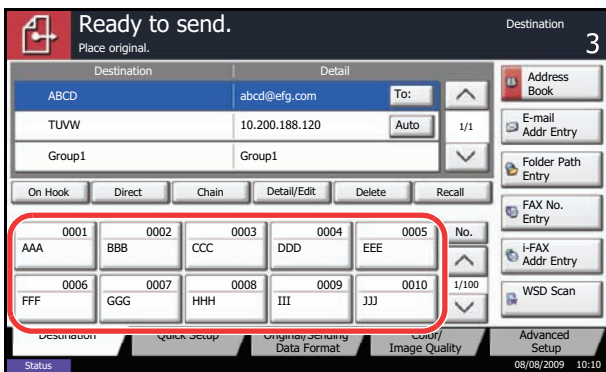 Ready to send.
Place original.
Destination
3
Destination Detail
ABCD abcd@efg.com To:
TUVW 10.200.188.120 Auto 1/1
Group1 Group1
On Hook Direct Chain Detail/Edit Delete Recall
0001 0002 0003 0004 0005 No.
AAA BBB CCC DDD EEE
0006 0007 0008 0009 0010 1/100
FFF GGG HHH III JJJ
Address
Book
E-mail
Addr Entry
Folder Path
Entry
FAX No.
Entry
i-FAX
Addr Entry
WSD Scan
Destination Quick Setup Original/Sending
Data Format
Color/
Image Quality
Advanced
Setup
Status 08/08/2009 10:10